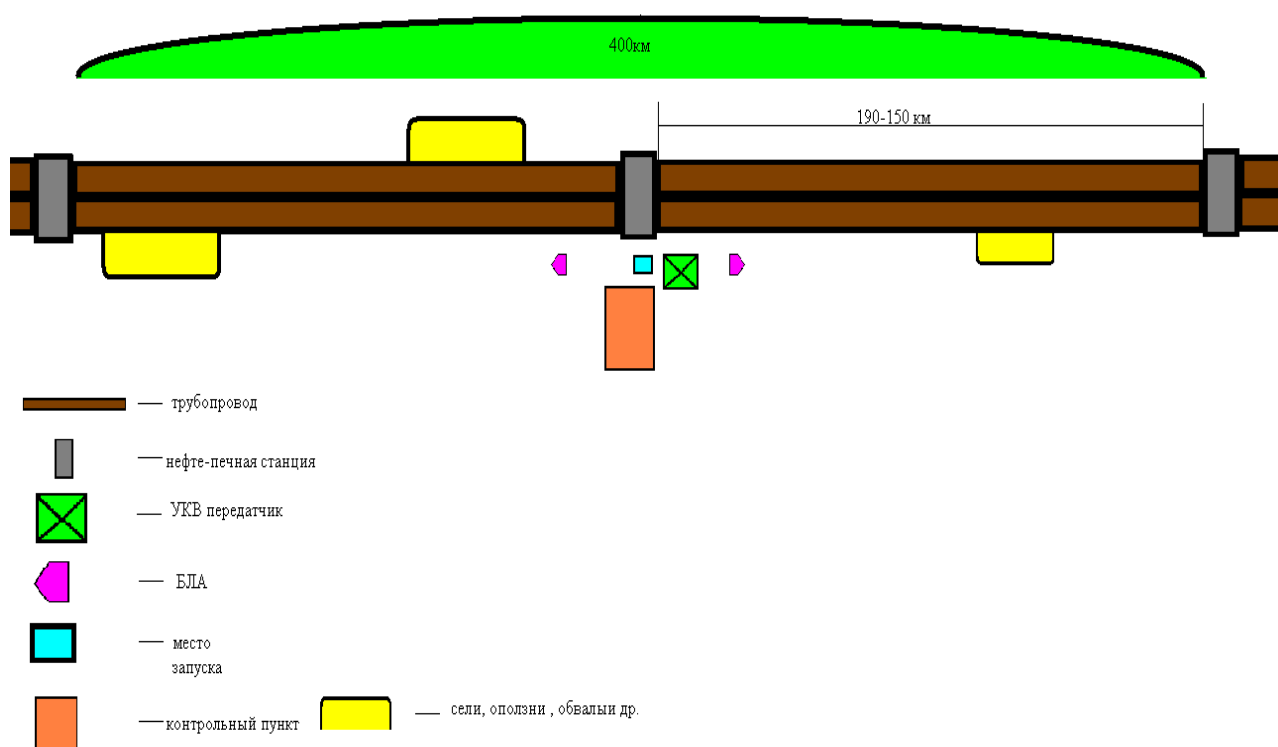 400км
190-150 км
трубопровод
нефте-печная станция
УКВ передатчик
БЛА
место
запуска
контрольный пункт
сели, оползни , обвалыи др.